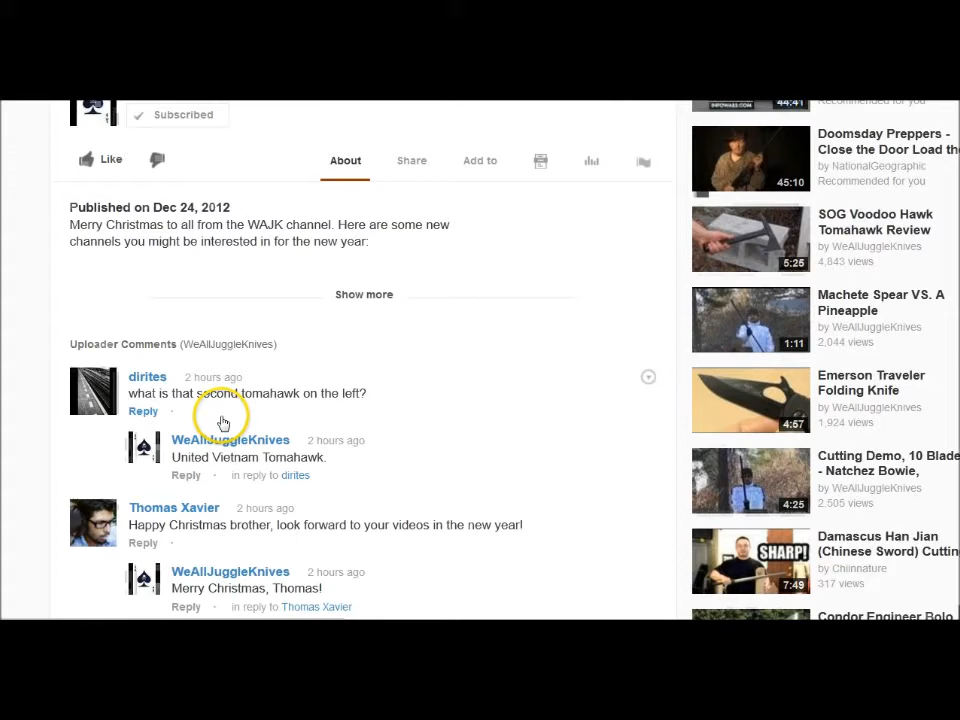 Subscribed
Like
About
Share
Add to
Published on Dec 24, 2012
Merry Christmas to all from the WAJK channel. Here are some new
channels you might be interested in for the new year:
Show more
Uploader Comments (WeAllJuggleKnives)
dirites 2 hours ago
what is that second tomahawk on the left?
Reply
WeAllJuggleKnives 2 hours ago
United Vietnam Tomahawk.
Reply in reply to dirites
Thomas Xavier 2 hours ago
Happy Christmas brother, look forward to your videos in the new year!
Reply
WeAllJuggleKnives 2 hours ago
Merry Christmas, Thomas!
Reply in reply to Thomas Xavier
44:41
Recommended for you
Doomsday Preppers -
Close the Door Load the
by NationalGeographic
Recommended for you
45:10
SOG Voodoo Hawk
Tomahawk Review
by WeAllJuggleKnives
4,843 views
5:25
Machete Spear VS. A
Pineapple
by WeAllJuggleKnives
2,044 views
1:11
Emerson Traveler
Folding Knife
by WeAllJuggleKnives
1,924 views
4:57
Cutting Demo, 10 Blade
- Natchez Bowie,
by WeAllJuggleKnives
2,505 views
4:25
Damascus Han Jian
(Chinese Sword) Cuttin
by Chiinnature
317 views
SHARP!
7:49
Condor Engineer Bolo